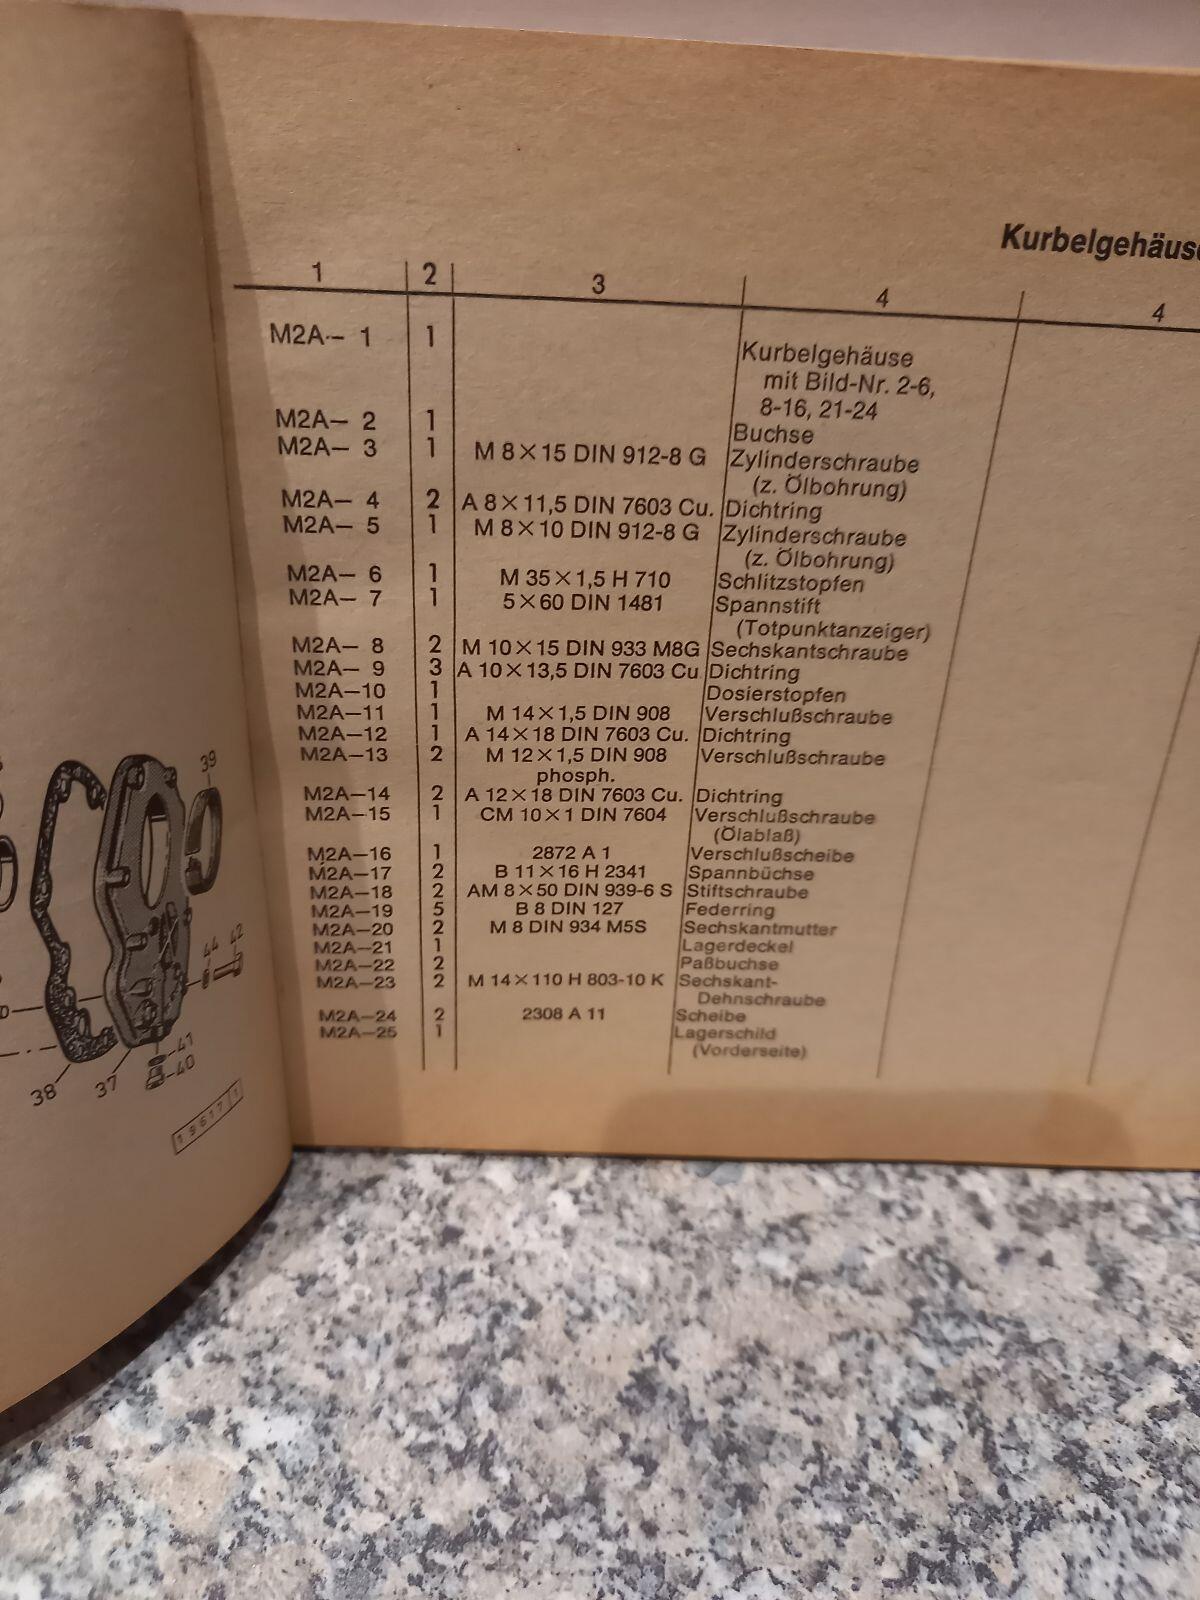 Kurbelgehäuse
1 2 3 4 4
M2A— 1 1 Kurbelgehäuse
mit Bild-Nr. 2-6,
8-16, 21-24
M2A— 2 1 Buchse
M2A— 3 1 M 8×15 DIN 912-8 G Zylinderschraube
(z. Ölbohrung)
M2A— 4 2 A 8×11,5 DIN 7603 Cu. Dichtring
M2A— 5 1 M 8×10 DIN 912-8 G Zylinderschraube
(z. Ölbohrung)
M2A— 6 1 M 35×1,5 H 710 Schlitzstopfen
M2A— 7 1 5×60 DIN 1481 Spannstift
(Totpunktanzeiger)
M2A— 8 2 M 10×15 DIN 933 M8G Sechskantschraube
M2A— 9 3 A 10×13,5 DIN 7603 Cu Dichtring
M2A—10 1 Dosierstopfen
M2A—11 1 M 14×1,5 DIN 908 Verschlußschraube
M2A—12 1 A 14×18 DIN 7603 Cu. Dichtring
M2A—13 2 M 12×1,5 DIN 908 Verschlußschraube
phosph.
M2A—14 2 A 12×18 DIN 7603 Cu. Dichtring
M2A—15 1 CM 10×1 DIN 7604 Verschlußschraube
(Ölablaß)
M2A—16 1 2872 A 1 Verschlußscheibe
M2A—17 2 B 11×16 H 2341 Spannbüchse
M2A—18 2 AM 8×50 DIN 939-6 S Stiftschraube
M2A—19 5 B 8 DIN 127 Federring
M2A—20 2 M 8 DIN 934 M5S Sechskantmutter
M2A—21 1 Lagerdeckel
M2A—22 2 Paßbuchse
M2A—23 2 M 14×110 H 803-10 K Sechskant-
Dehnschraube
M2A—24 2 2308 A 11 Scheibe
M2A—25 1 Lagerschild
(Vorderseite)
39
44 42
41
40
38 37
19617 1